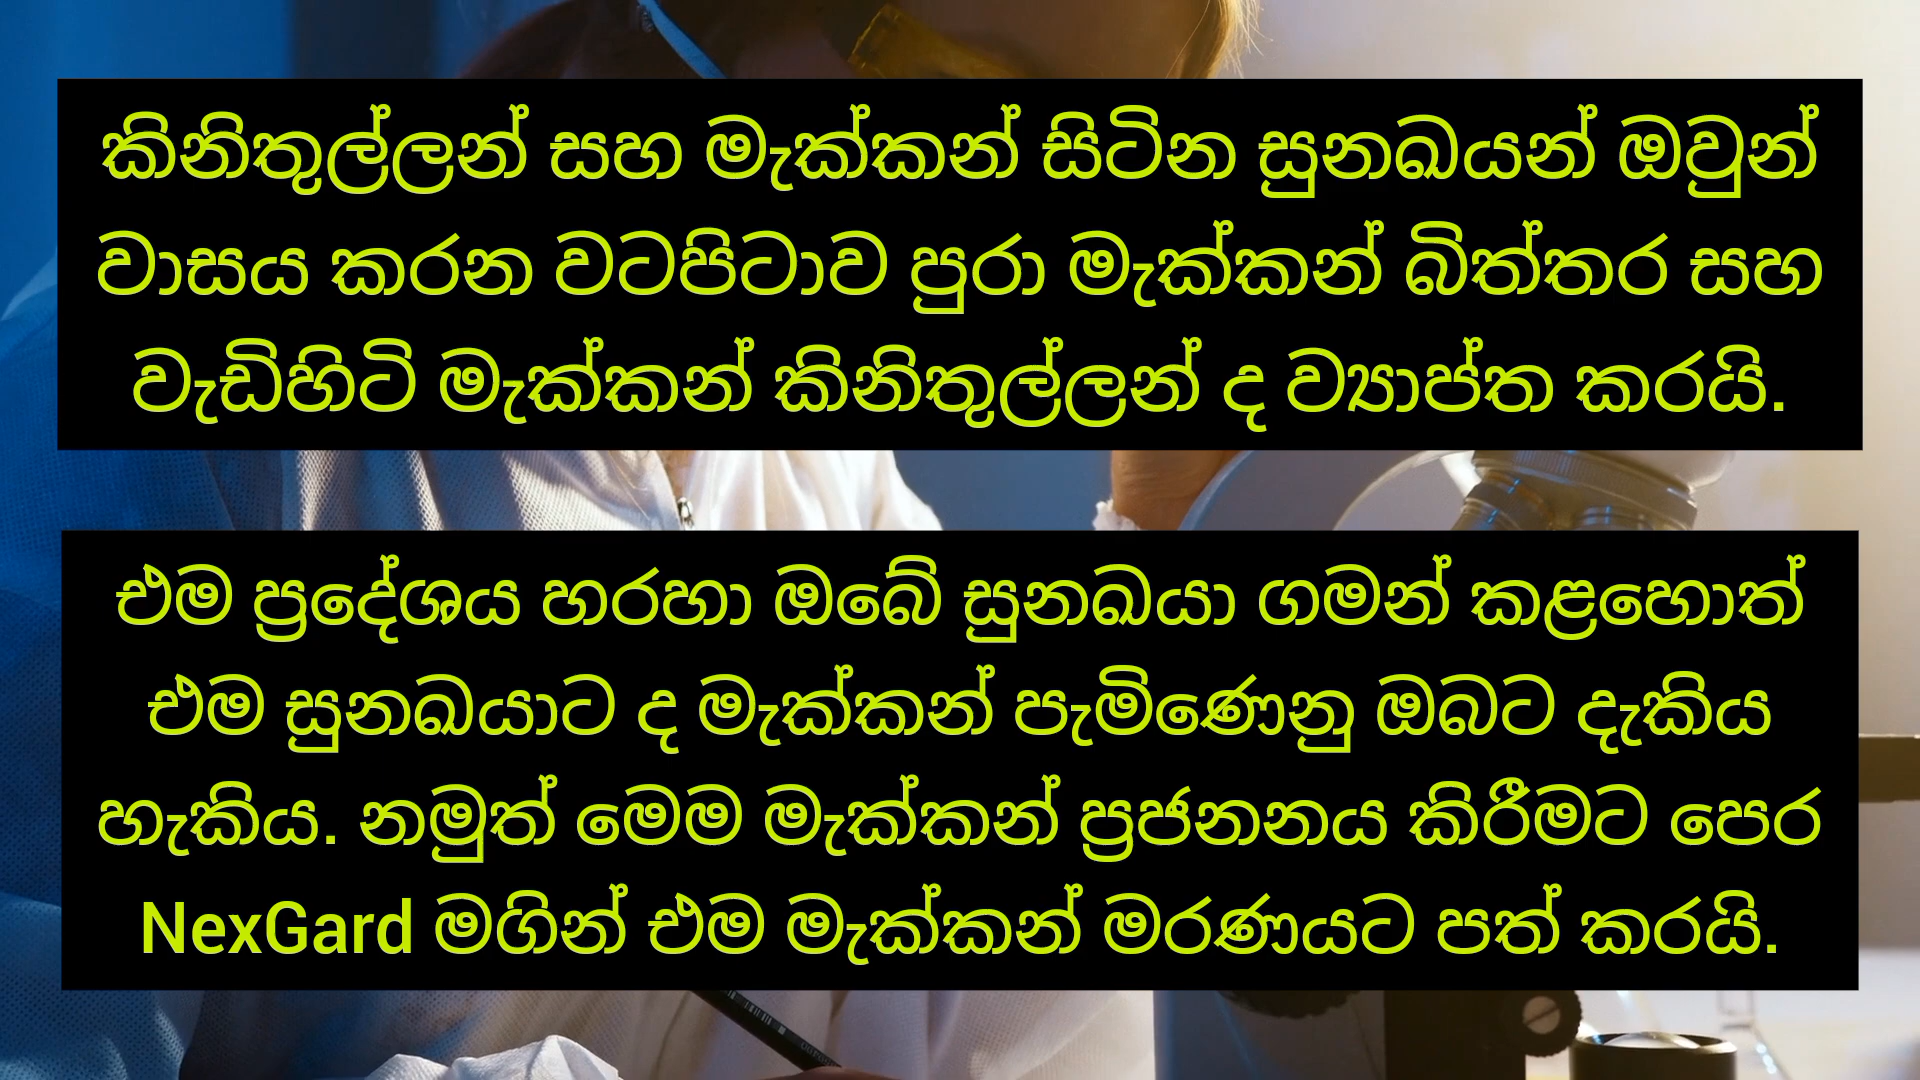 කිනිතුල්ලන් සහ මැක්කන් සිටින සුනඛයන් ඔවුන්
වාසය කරන වටපිටාව පුරා මැක්කන් බිත්තර සහ
වැඩිහිටි මැක්කන් කිනිතුල්ලන් ද ව්‍යාප්ත කරයි.
එම ප්‍රදේශය හරහා ඔබේ සුනඛයා ගමන් කළහොත්
එම සුනඛයාට ද මැක්කන් පැමිණෙනු ඔබට දැකිය
හැකිය. නමුත් මෙම මැක්කන් ප්‍රජනනය කිරීමට පෙර
NexGard මගින් එම මැක්කන් මරණයට පත් කරයි.